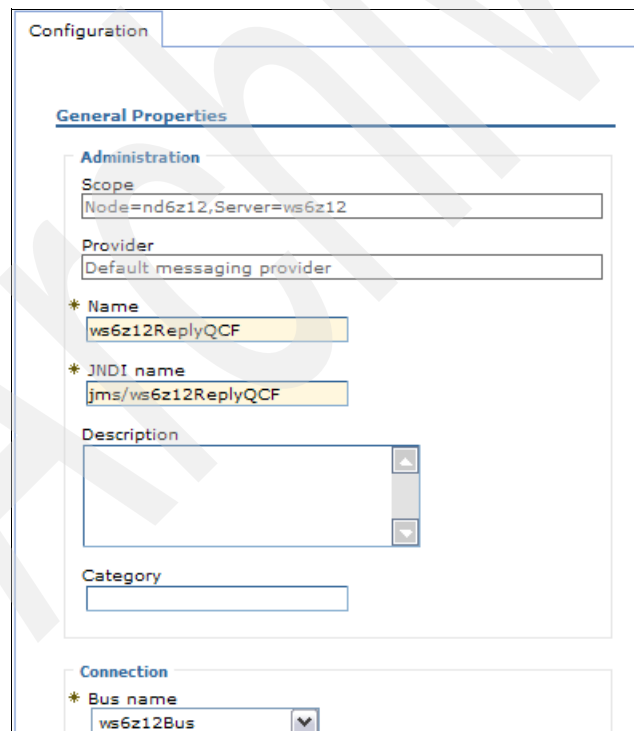 Configuration
General Properties
Administration
Scope
Node=nd6z12,Server=ws6z12
Provider
Default messaging provider
* Name
ws6z12ReplyQCF
* JNDI name
jms/ws6z12ReplyQCF
Description
Category
Connection
* Bus name
ws6z12Bus